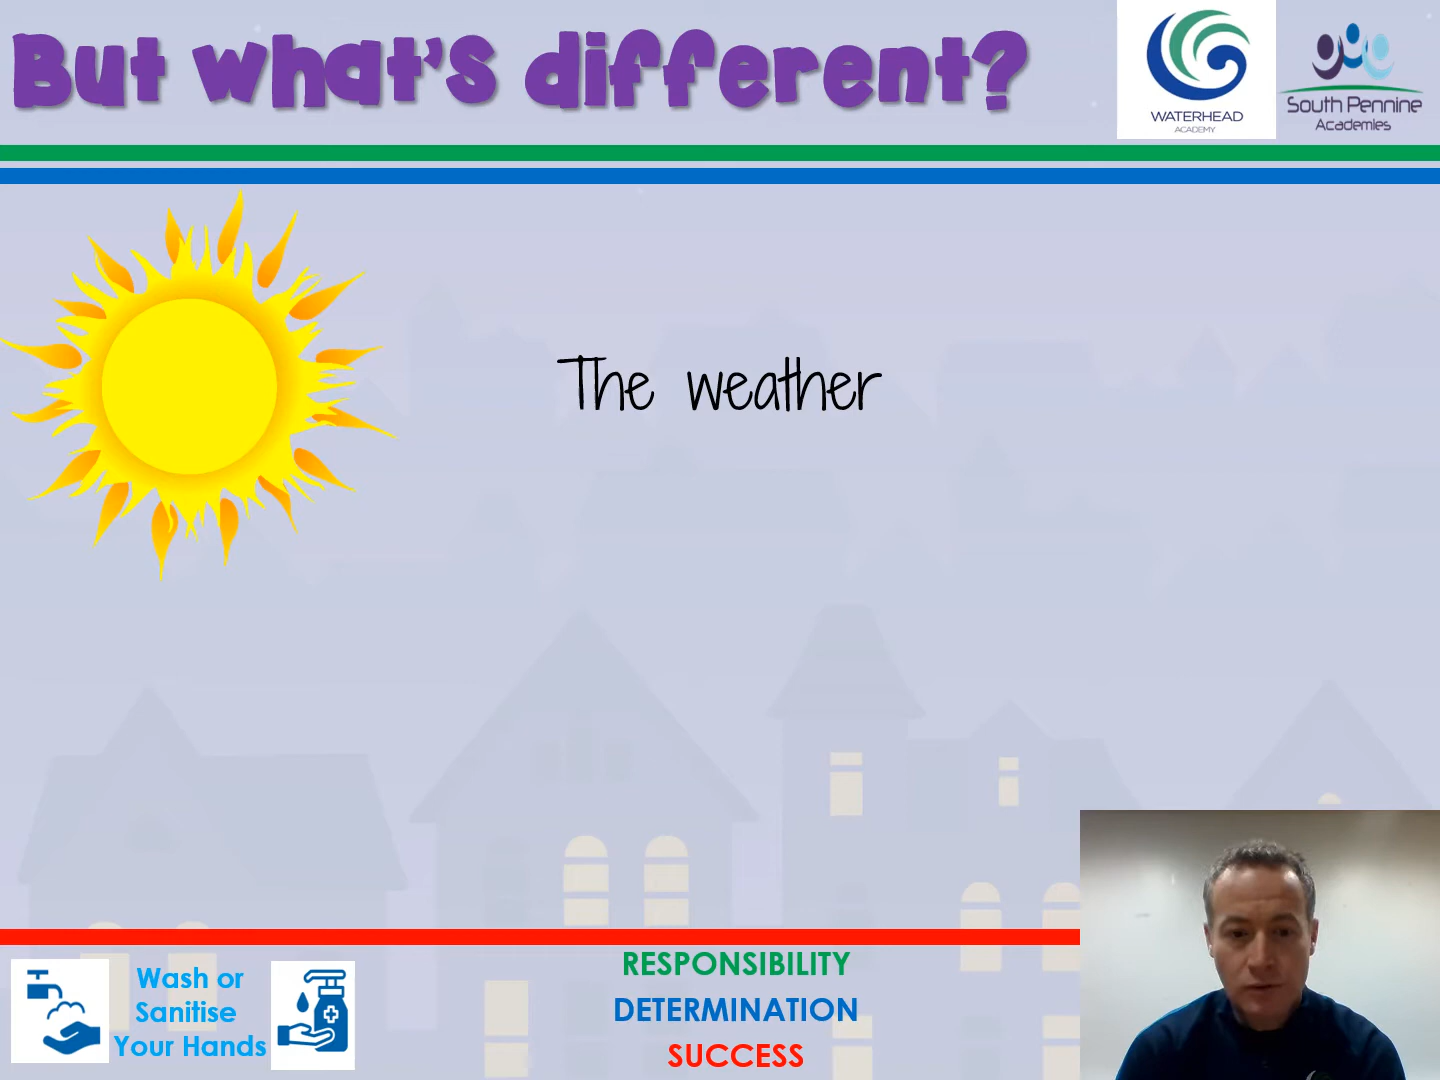 But what's different?
WATERHEAD
ACADEMY
South Pennine
Academies
The weather
Wash or
Sanitise
Your Hands
RESPONSIBILITY
DETERMINATION
SUCCESS